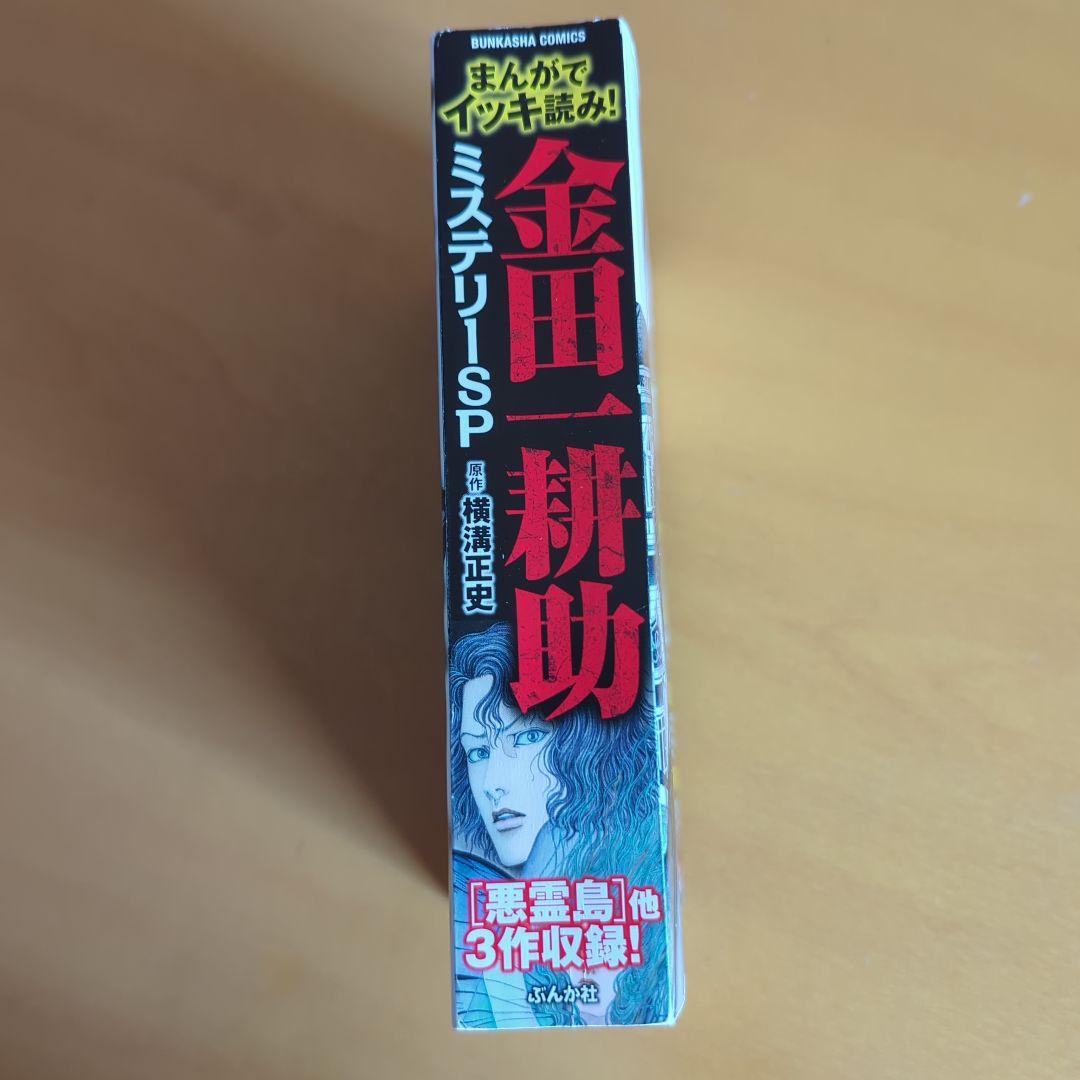 BUNKASHA COMICS
まんがで
イッキ読み!
金田一耕助
ミステリーSP
原作 横溝正史
[悪霊島]他
3作収録!
ぶんか社